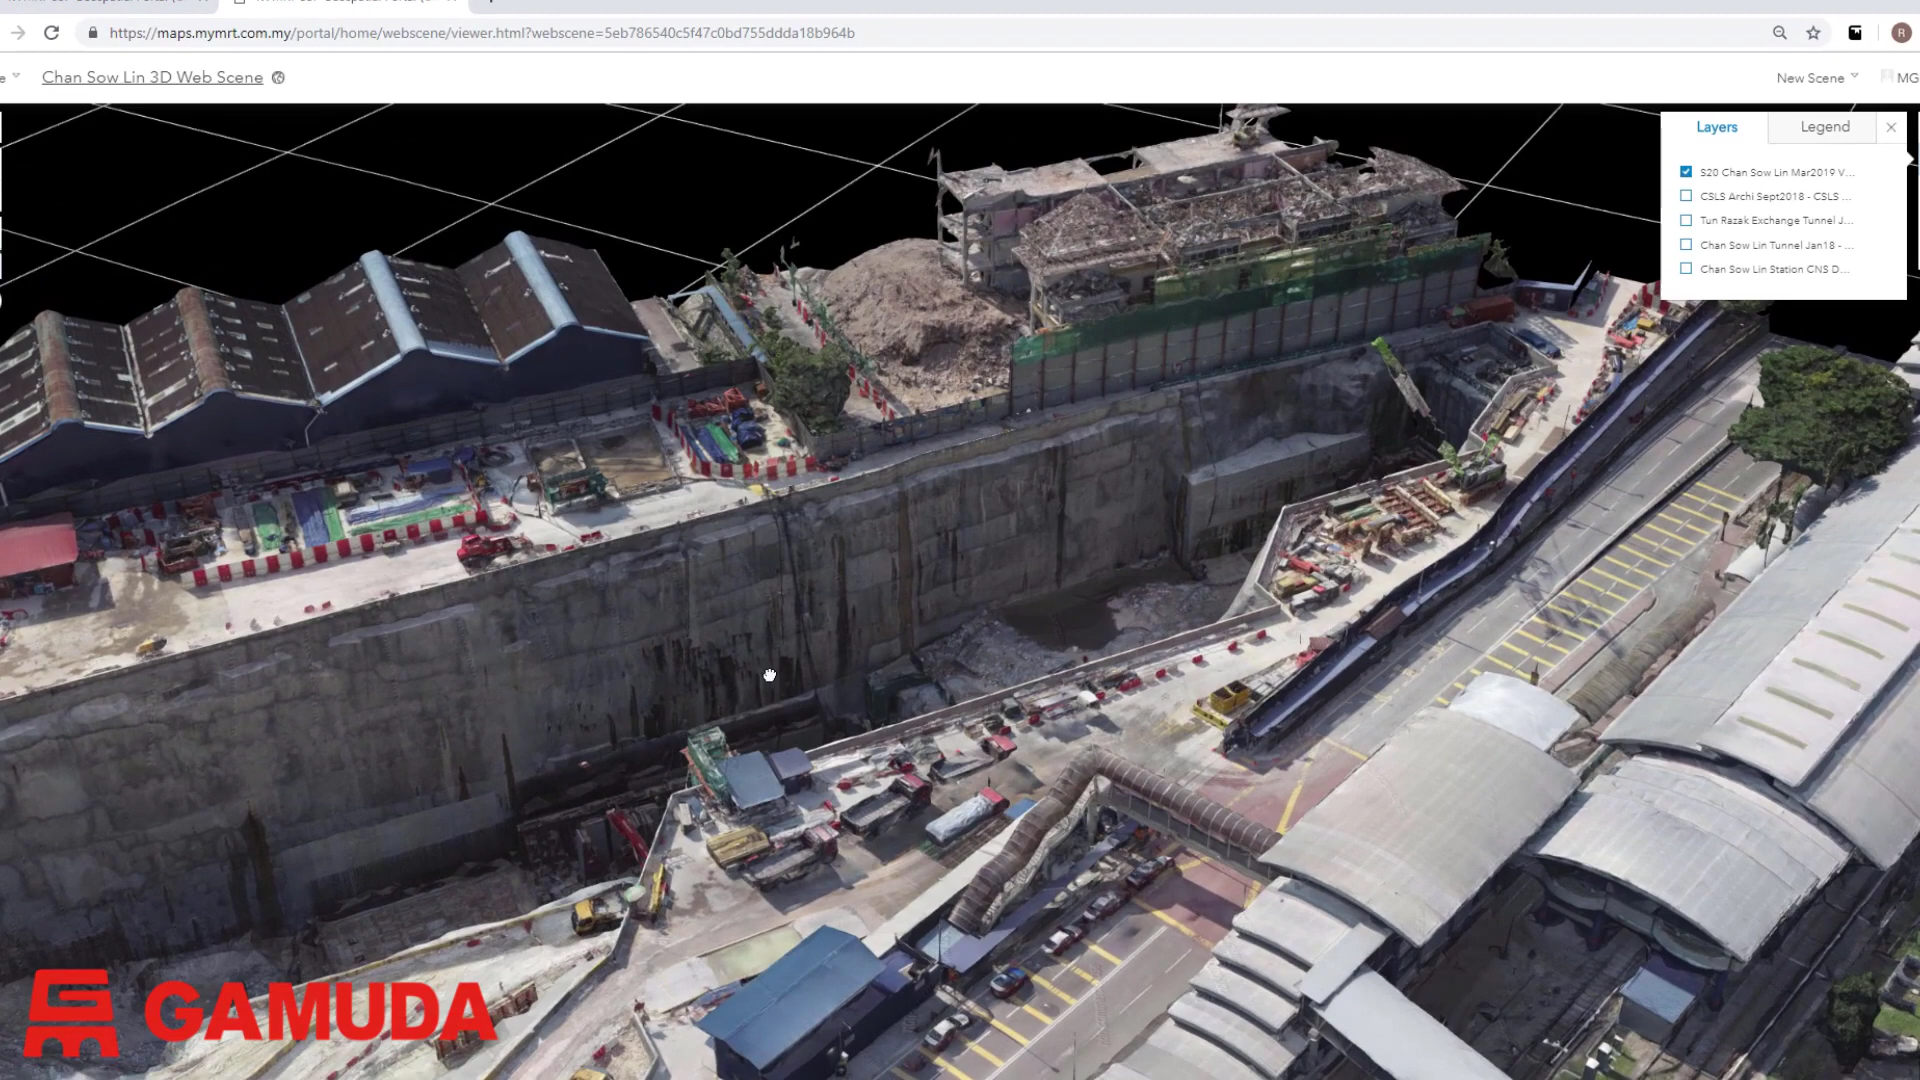 https://maps.mymrt.com.my/portal/home/webscene/viewer.html?webscene=5eb786540c5f47c0bd755ddda18b964b
R
e
Chan Sow Lin 3D Web Scene
New Scene
MG
Layers
Legend
S20 Chan Sow Lin Mar2019 V...
CSLS Archi Sept2018 - CSLS ...
Tun Razak Exchange Tunnel J...
Chan Sow Lin Tunnel Jan18 - ...
Chan Sow Lin Station CNS D...
GAMUDA